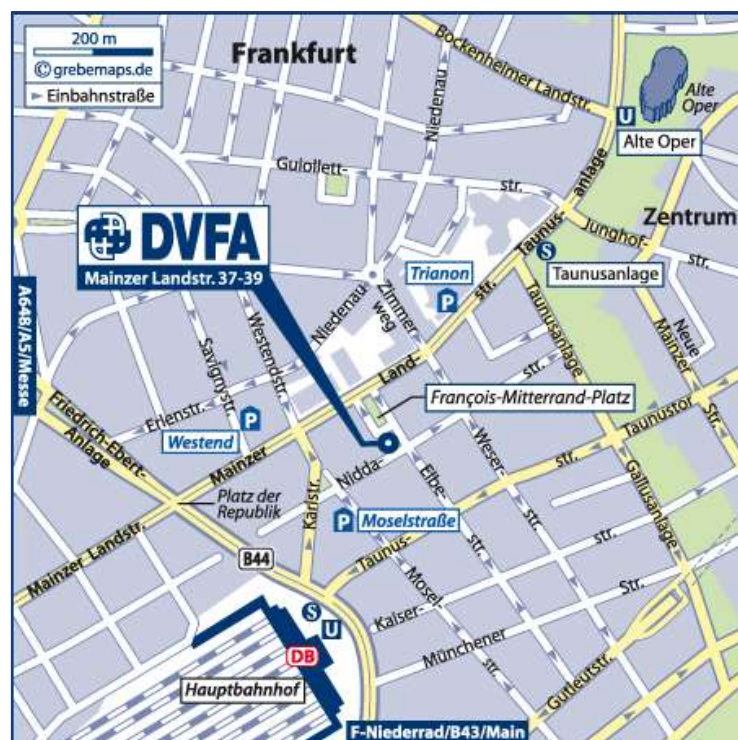 200 m
© grebemaps.de
Einbahnstraße
Frankfurt
Bockenheimer Landstr.
Niedenau
Alte
Oper
U
Alte Oper
Guiollett-
str.
Taunus-
anlage
Junghof-
str.
Zentrum
DVFA
Mainzer Landstr. 37-39
S
Taunusanlage
Trianon
P
A648/A5/Messe
Niedenau
Zimmer-
weg
str.
Taunusanlage
Neue
Mainzer
Str.
Savignystr.
Westendstr.
Land-
Erlenstr.
P
Westend
François-Mitterrand-Platz
Friedrich-Ebert-
Anlage
Mainzer
Taunustor
Weser-
str.
Nidda-
Elbe-
str.
Gallusanlage
Platz der
Republik
Karlstr.
P
Moselstraße
Mainzer Landstr.
B44
Taunus-
str.
str.
Mosel-
str.
Kaiser-
Str.
S
U
Münchener
DB
Hauptbahnhof
Gutleutstr.
F-Niederrad/B43/Main